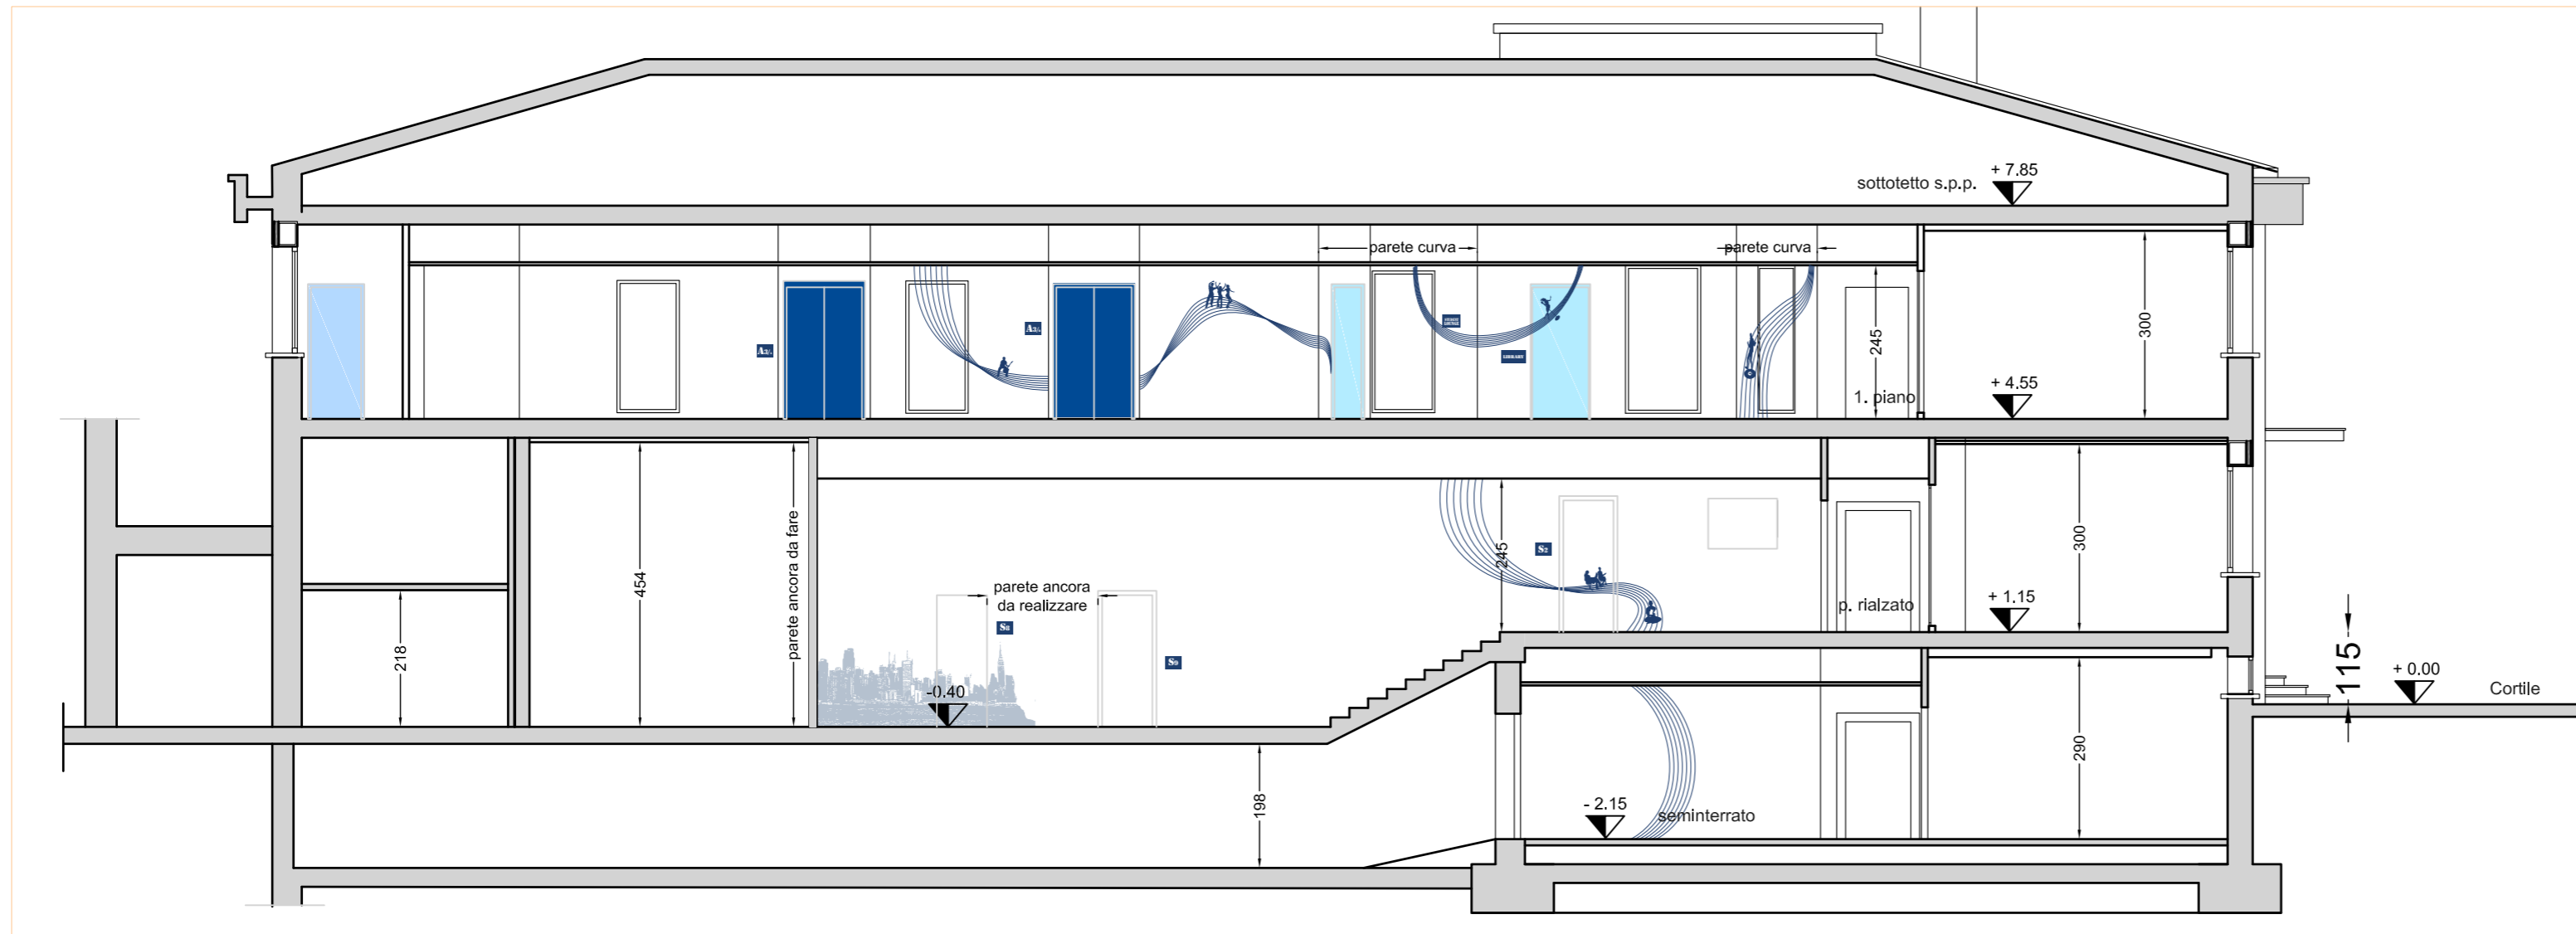 + 7.85
sottotetto s.p.p.
parete curva
parete curva
300
245
+ 4.55
1. piano
454
parete ancora da fare
parete ancora
da realizzare
218
245
S2
300
p. rialzato
+ 1.15
S9
-0.40
115
+ 0.00
Cortile
198
290
- 2.15
seminterrato